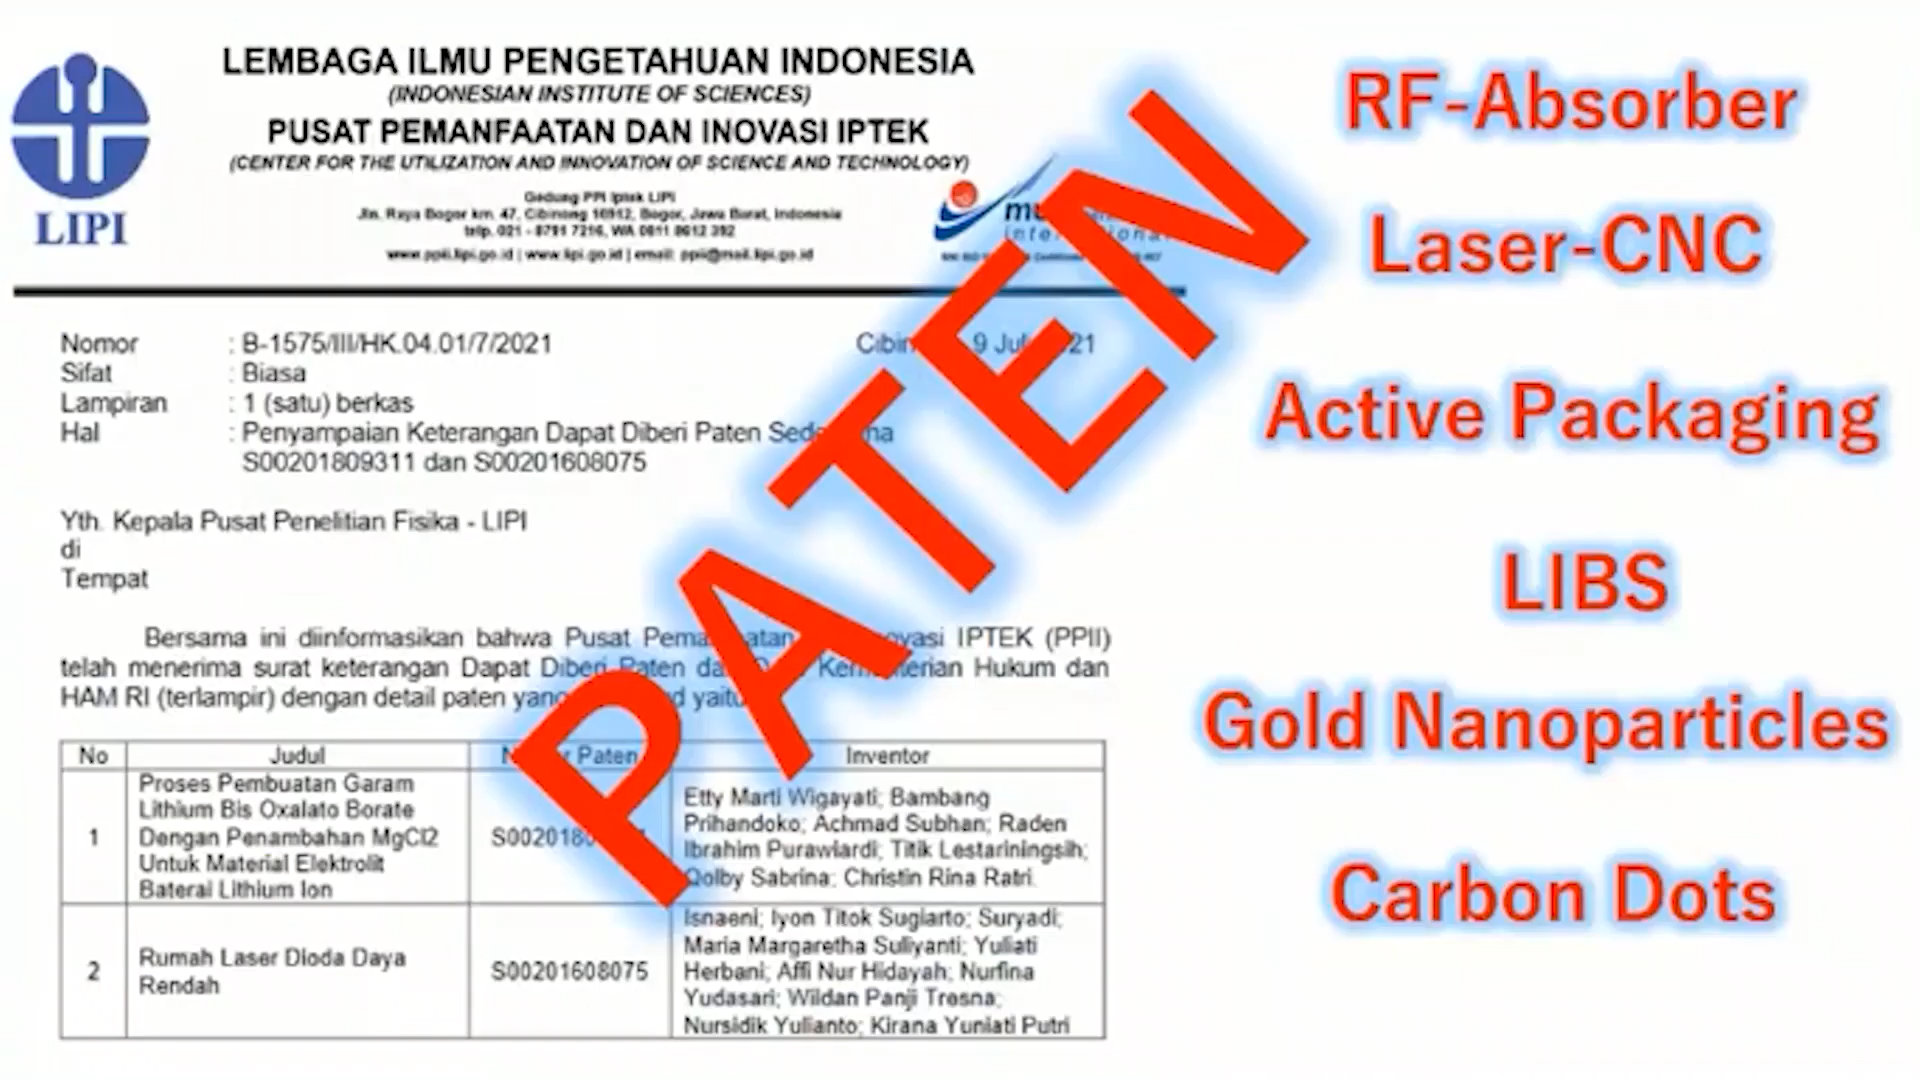 LEMBAGA ILMU PENGETAHUAN INDONESIA
(INDONESIAN INSTITUTE OF SCIENCES)
PUSAT PEMANFAATAN DAN INOVASI IPTEK
(CENTER FOR THE UTILIZATION AND INNOVATION OF SCIENCE AND TECHNOLOGY)
Gedung PPI Iptek LIPI
Jln. Raya Bogor km. 47, Cibinong 16912, Bogor, Jawa Barat, Indonesia
telp. 021 - 8791 7216, WA 0811 8612 392
www.ppii.lipi.go.id | www.lipi.go.id | email: ppii@mail.lipi.go.id
LIPI
Nomor : B-1575/III/HK.04.01/7/2021
Sifat : Biasa
Lampiran : 1 (satu) berkas
Hal : Penyampaian Keterangan Dapat Diberi Paten
S00201809311 dan S00201608075
Yth. Kepala Pusat Penelitian Fisika - LIPI
di
Tempat
Bersama ini diinformasikan bahwa Pusat IPTEK (PPII)
telah menerima surat keterangan Dapat Diberi Paten Hukum dan
HAM RI (terlampir) dengan detail paten
No Judul Paten Inventor
1
Proses Pembuatan Garam
Lithium Bis Oxalato Borate
Dengan Penambahan MgCl2
Untuk Material Elektrolit
Baterai Lithium Ion
Etty Marti Wigayati; Bambang
Prihandoko; Achmad Subhan; Raden
Ibrahim Purawiardi; Titik Lestariningsih;
Qolby Sabrina; Christin Rina Ratri.
2
Rumah Laser Dioda Daya
Rendah
S00201608075
Isnaeni; Iyon Titok Sugiarto; Suryadi;
Maria Margaretha Suliyanti; Yuliati
Herbani; Affi Nur Hidayah; Nurfina
Yudasari; Wildan Panji Tresna;
Nursidik Yulianto; Kirana Yuniati Putri
PATEN
RF-Absorber
Laser-CNC
Active Packaging
LIBS
Gold Nanoparticles
Carbon Dots